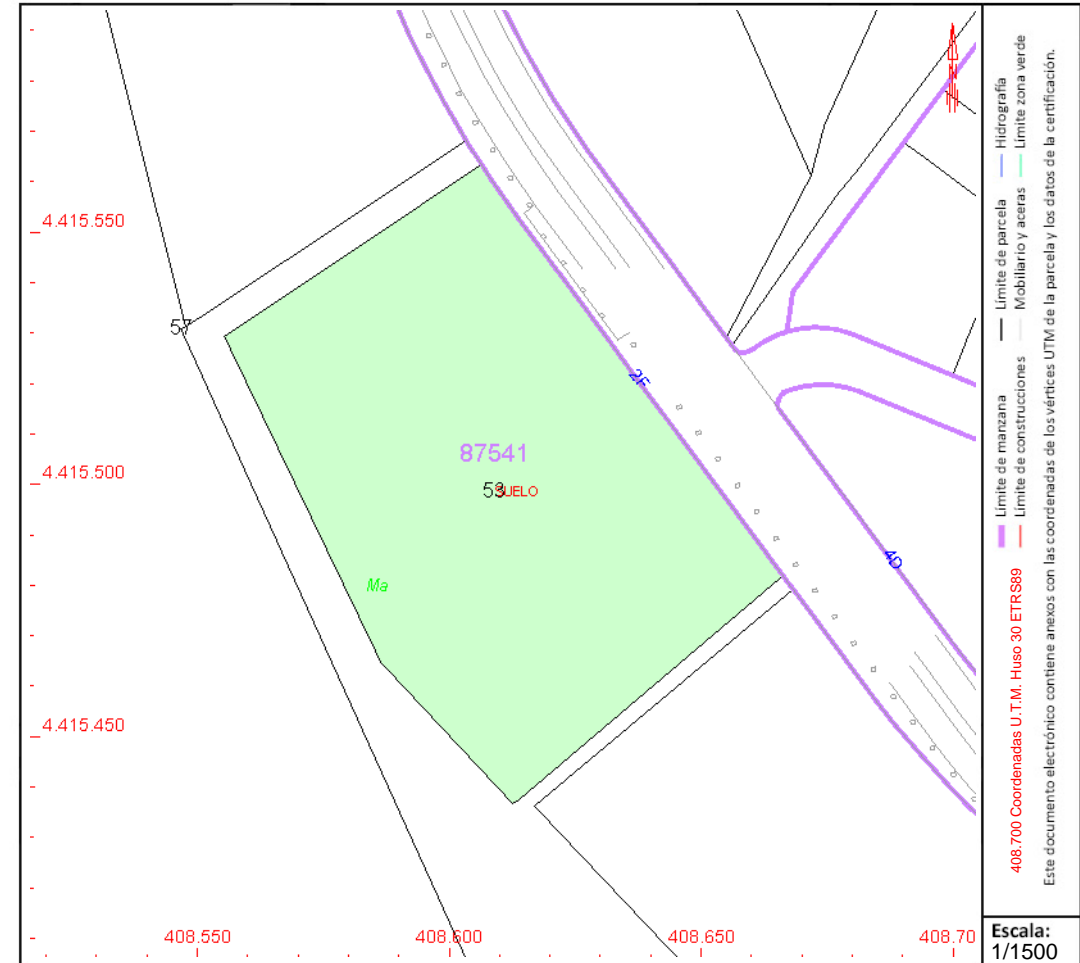 4.415.550
57
2F
4.415.500
87541
53
SUELO
4D
Ma
4.415.450
408.550
408.600
408.650
408.70
N
Límite de manzana
Límite de parcela
Hidrografía
Límite de construcciones
Mobiliario y aceras
Límite zona verde
408.700 Coordenadas U.T.M. Huso 30 ETRS89
Este documento electrónico contiene anexos con las coordenadas de los vértices UTM de la parcela y los datos de la certificación.
Escala:
1/1500